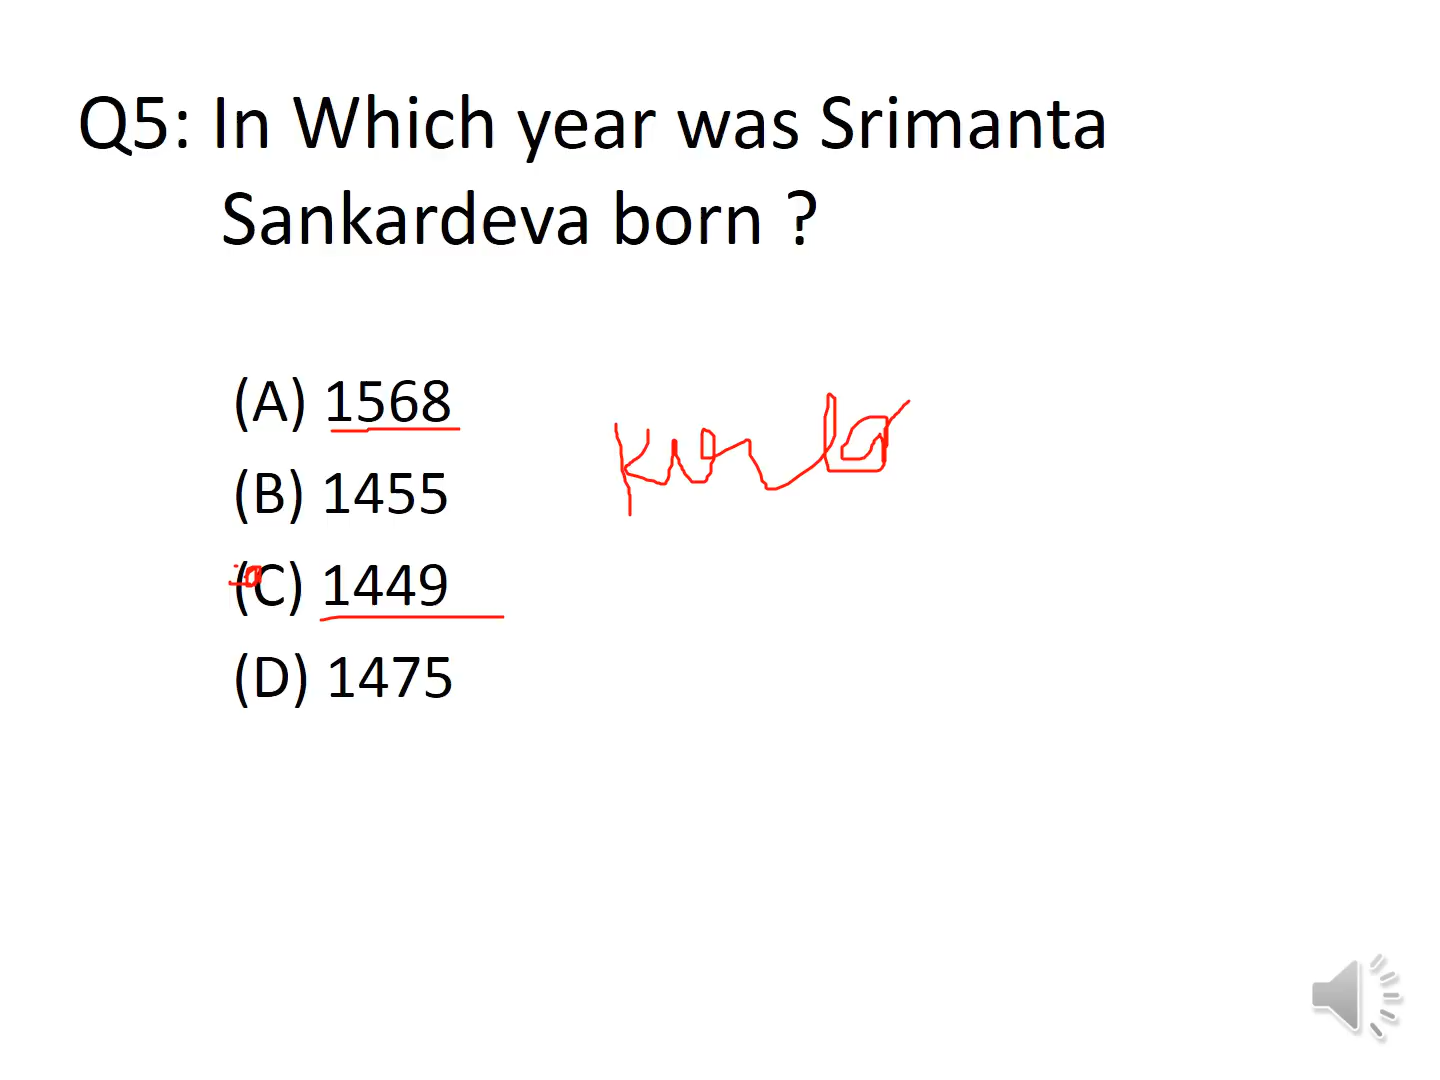 Q5: In Which year was Srimanta
Sankardeva born ?
(A) 1568
(B) 1455
(C) 1449
(D) 1475